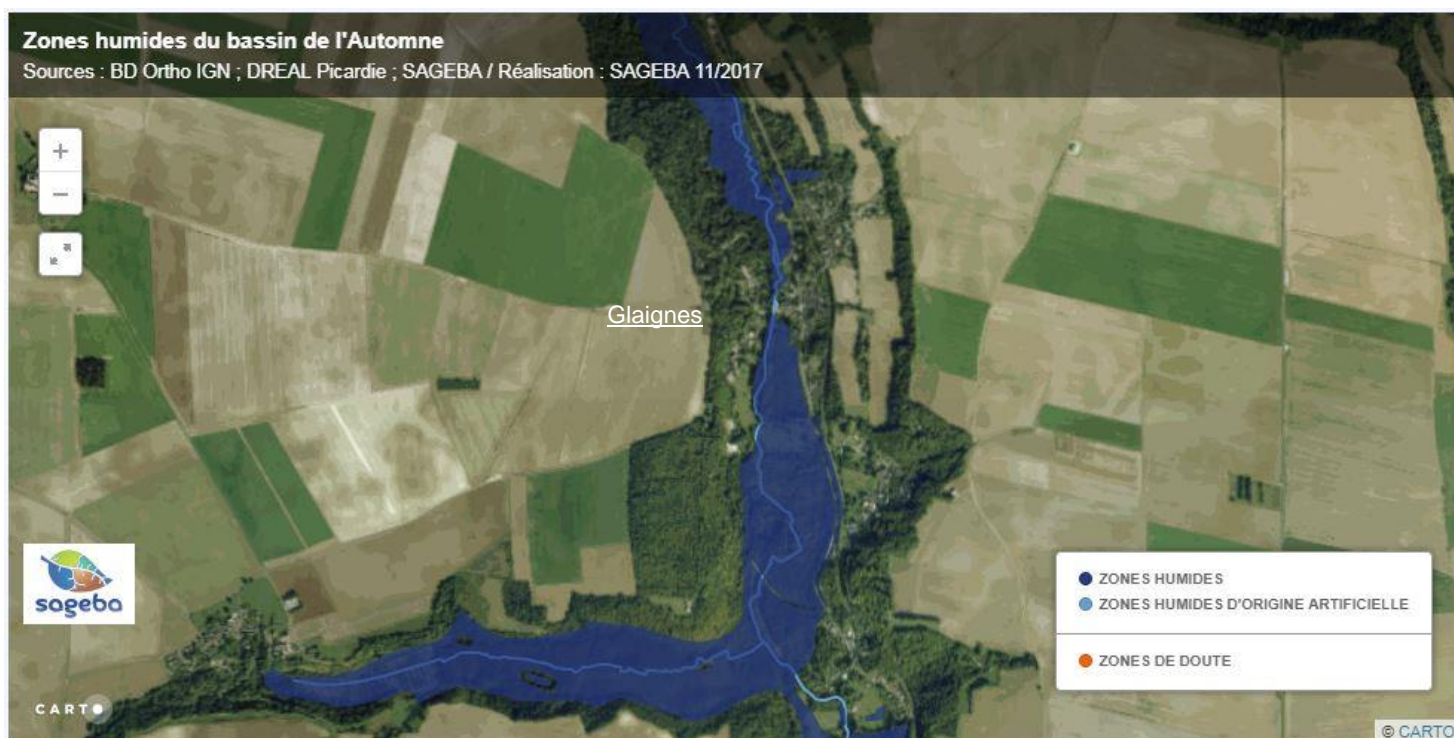 Zones humides du bassin de l'Automne
Sources : BD Ortho IGN ; DREAL Picardie ; SAGEBA / Réalisation : SAGEBA 11/2017
+
−
Glaignes
sageba
ZONES HUMIDES
ZONES HUMIDES D'ORIGINE ARTIFICIELLE
ZONES DE DOUTE
CARTO
© CARTO